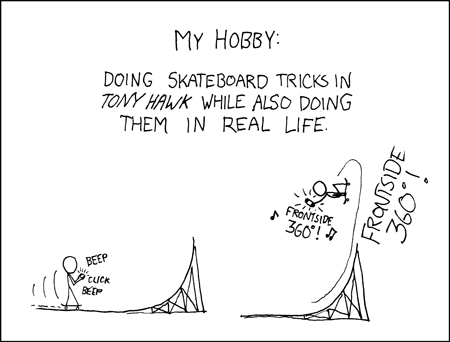 MY HOBBY:
DOING SKATEBOARD TRICKS IN
TONY HAWK WHILE ALSO DOING
THEM IN REAL LIFE.
BEEP
CLICK
BEEP
FRONTSIDE
360°!
FRONTSIDE
360°!